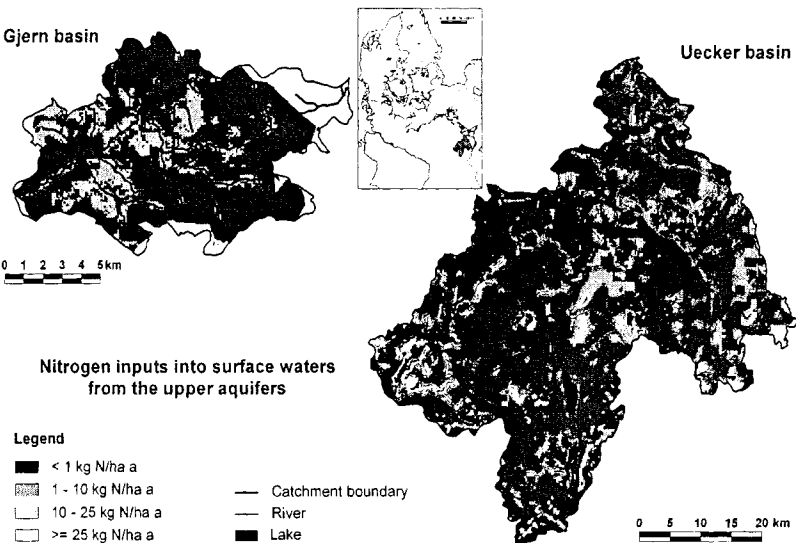 Gjern basin
Uecker basin
0 1 2 3 4 5 km
Nitrogen inputs into surface waters
from the upper aquifers
Legend
< 1 kg N/ha a
1 - 10 kg N/ha a
10 - 25 kg N/ha a
>= 25 kg N/ha a
Catchment boundary
River
Lake
0 5 10 15 20 km